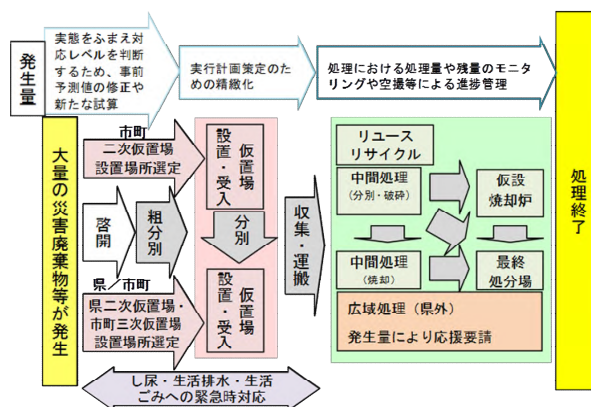 発生量
実態をふまえ対
応レベルを判断
するため、事前
予測値の修正や
新たな試算
実行計画策定のた
めの精緻化
処理における処理量や残量のモニタ
リングや空撮等による進捗管理
大量の災害廃棄物等が発生
市町
二次仮置場
設置場所選定
啓開
粗分別
県／市町
県二次仮置場・
市町三次仮置場
設置場所選定
仮置場
設置・受入
分別
仮置場
設置・受入
収集・運搬
リユース
リサイクル
中間処理
（分別・破砕）
仮設
焼却炉
中間処理
（焼却）
最終
処分場
広域処理（県外）
発生量により応援要請
処理終了
し尿・生活排水・生活
ごみへの緊急時対応